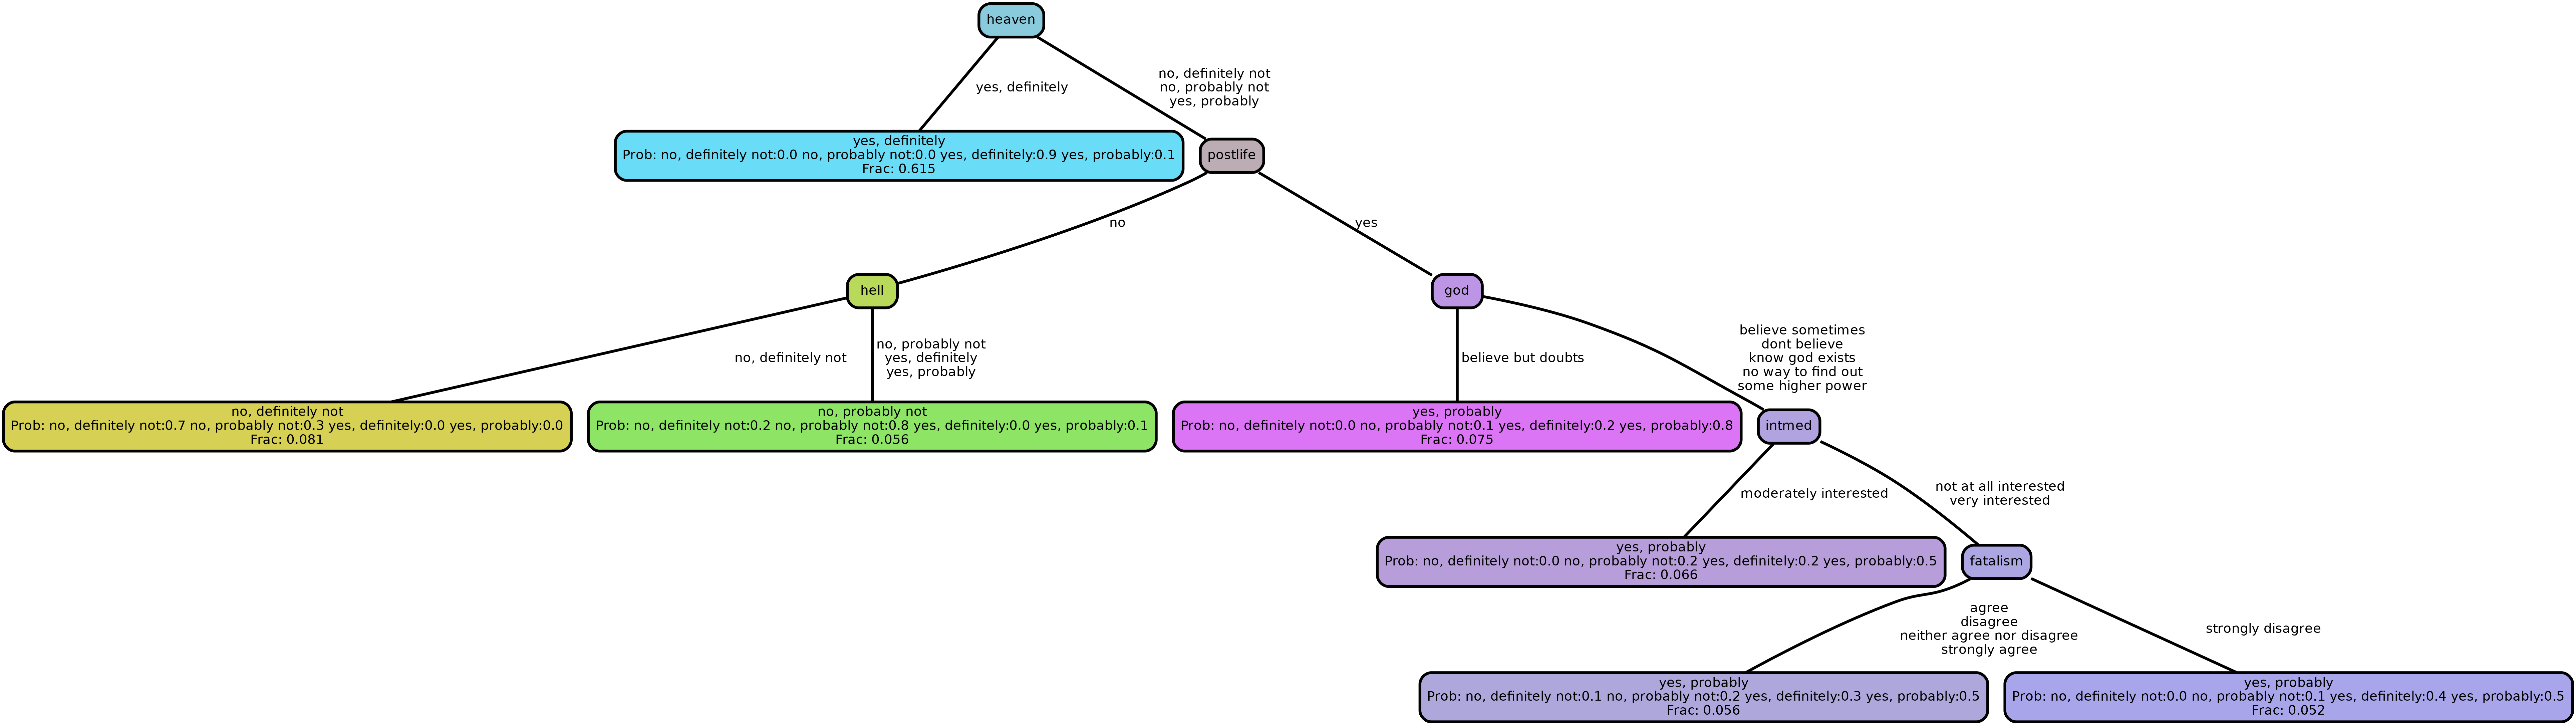 heaven
yes, definitely
no, definitely not
no, probably not
yes, probably
yes, definitely
Prob: no, definitely not:0.0 no, probably not:0.0 yes, definitely:0.9 yes, probably:0.1
Frac: 0.615
postlife
no
yes
hell
god
no, definitely not
no, probably not
yes, definitely
yes, probably
believe but doubts
believe sometimes
dont believe
know god exists
no way to find out
some higher power
no, definitely not
Prob: no, definitely not:0.7 no, probably not:0.3 yes, definitely:0.0 yes, probably:0.0
Frac: 0.081
no, probably not
Prob: no, definitely not:0.2 no, probably not:0.8 yes, definitely:0.0 yes, probably:0.1
Frac: 0.056
yes, probably
Prob: no, definitely not:0.0 no, probably not:0.1 yes, definitely:0.2 yes, probably:0.8
Frac: 0.075
intmed
moderately interested
not at all interested
very interested
yes, probably
Prob: no, definitely not:0.0 no, probably not:0.2 yes, definitely:0.2 yes, probably:0.5
Frac: 0.066
fatalism
agree
disagree
neither agree nor disagree
strongly agree
strongly disagree
yes, probably
Prob: no, definitely not:0.1 no, probably not:0.2 yes, definitely:0.3 yes, probably:0.5
Frac: 0.056
yes, probably
Prob: no, definitely not:0.0 no, probably not:0.1 yes, definitely:0.4 yes, probably:0.5
Frac: 0.052